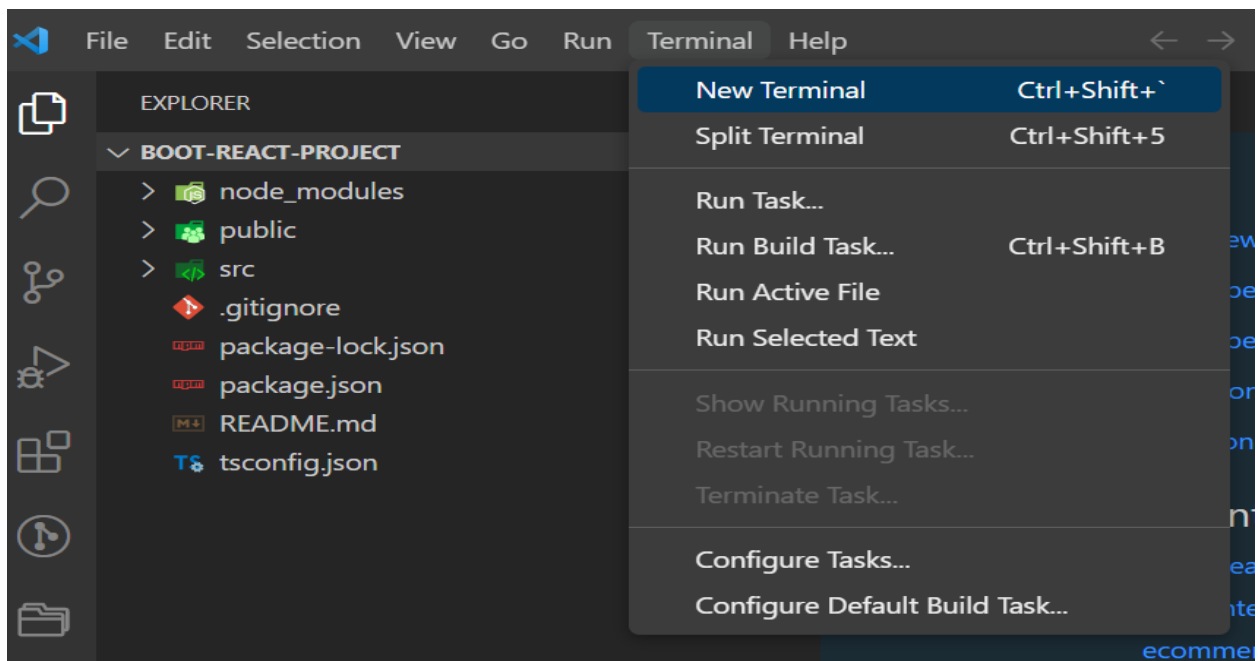 File Edit Selection View Go Run Terminal Help
EXPLORER
BOOT-REACT-PROJECT
node_modules
public
src
.gitignore
package-lock.json
package.json
README.md
tsconfig.json
New Terminal Ctrl+Shift+`
Split Terminal Ctrl+Shift+5
Run Task...
Run Build Task... Ctrl+Shift+B
Run Active File
Run Selected Text
Show Running Tasks...
Restart Running Task...
Terminate Task...
Configure Tasks...
Configure Default Build Task...